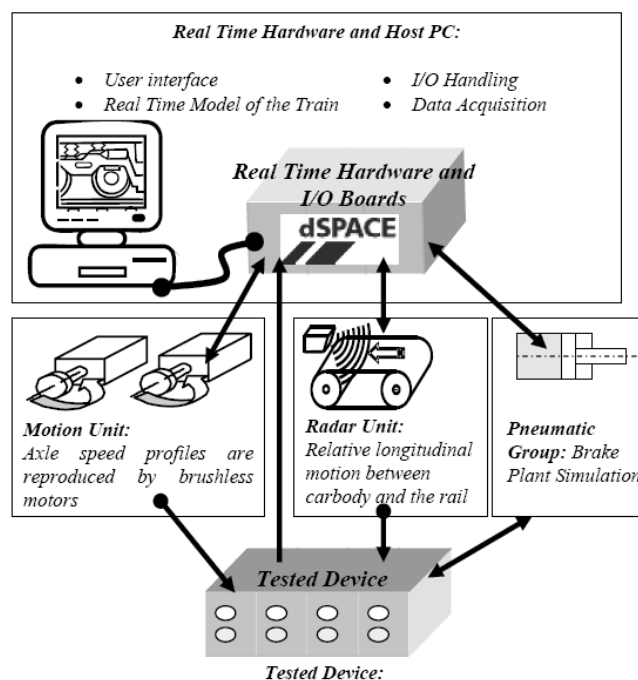 Real Time Hardware and Host PC:
• User interface
• Real Time Model of the Train
• I/O Handling
• Data Acquisition
Real Time Hardware and
I/O Boards
dSPACE
Motion Unit:
Axle speed profiles are
reproduced by brushless
motors
Radar Unit:
Relative longitudinal
motion between
carbody and the rail
Pneumatic
Group: Brake
Plant Simulation
Tested Device
Tested Device: